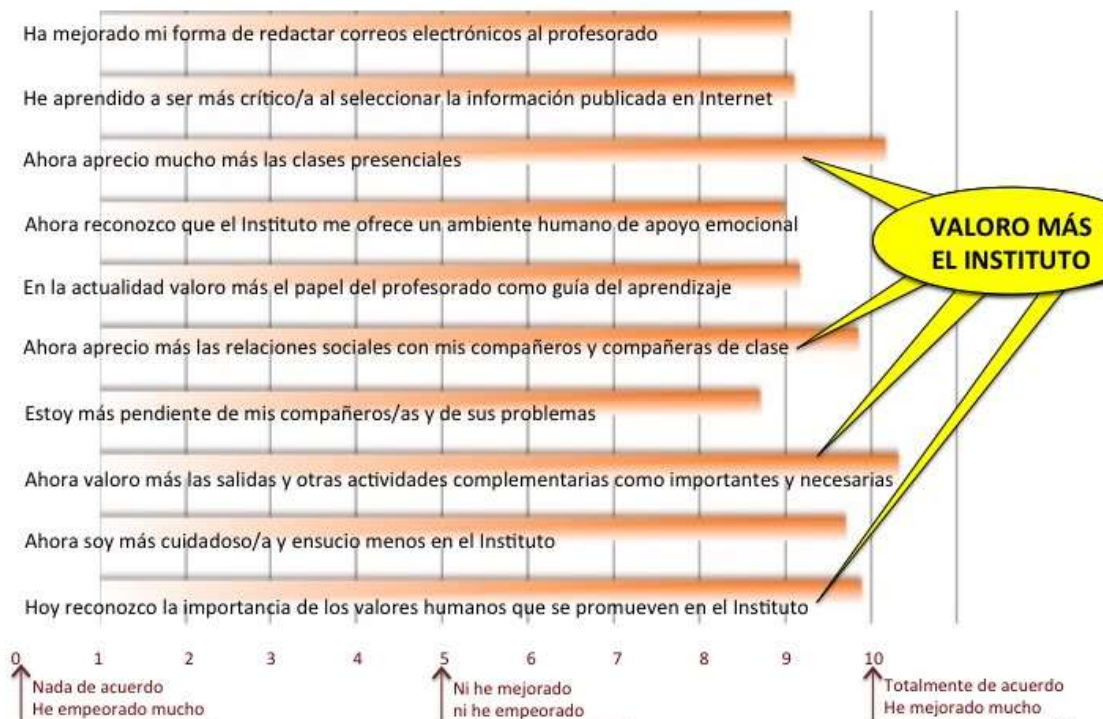 Ha mejorado mi forma de redactar correos electrónicos al profesorado
He aprendido a ser más crítico/a al seleccionar la información publicada en Internet
Ahora aprecio mucho más las clases presenciales
Ahora reconozco que el Instituto me ofrece un ambiente humano de apoyo emocional
En la actualidad valoro más el papel del profesorado como guía del aprendizaje
Ahora aprecio más las relaciones sociales con mis compañeros y compañeras de clase
Estoy más pendiente de mis compañeros/as y de sus problemas
Ahora valoro más las salidas y otras actividades complementarias como importantes y necesarias
Ahora soy más cuidadoso/a y ensucio menos en el Instituto
Hoy reconozco la importancia de los valores humanos que se promueven en el Instituto
VALORO MÁS
EL INSTITUTO
0 1 2 3 4 5 6 7 8 9 10
Nada de acuerdo
He empeorado mucho
Ni he mejorado
ni he empeorado
Totalmente de acuerdo
He mejorado mucho